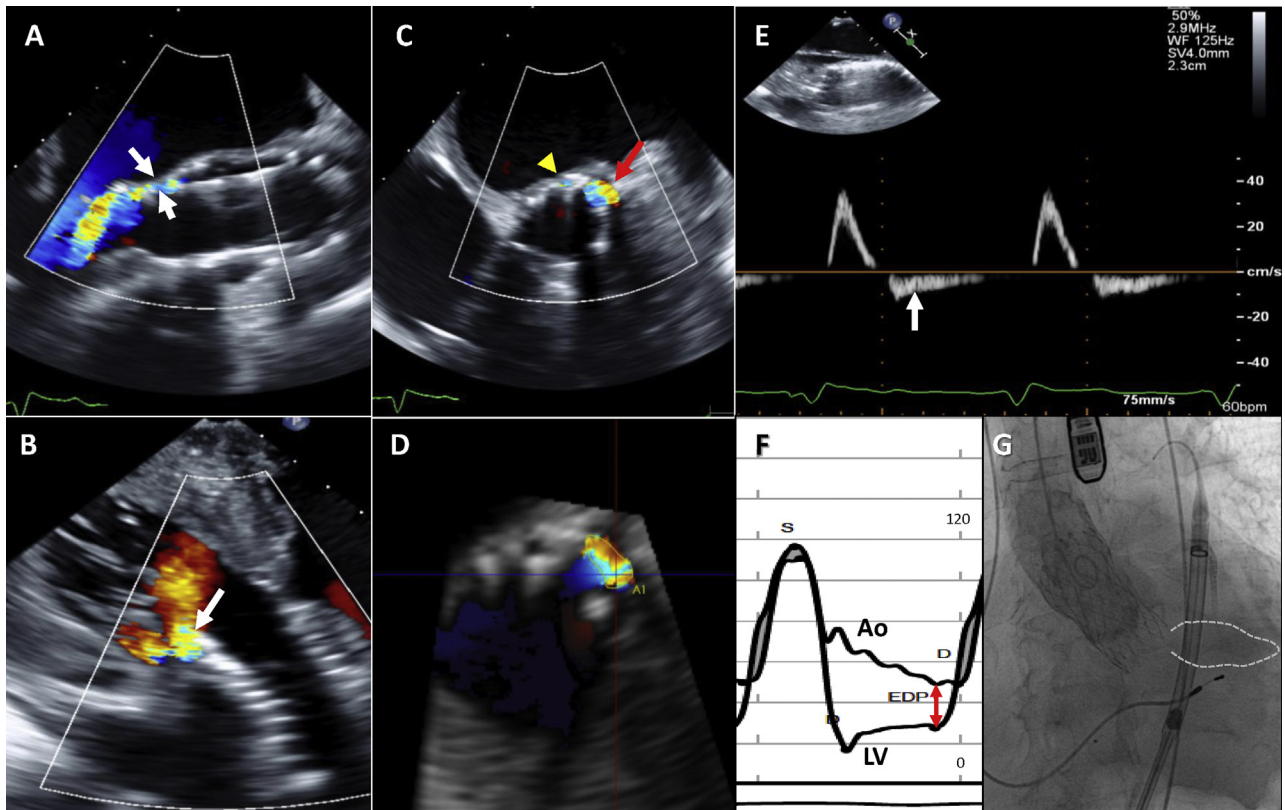 A
C
E
P
X
50%
2.9MHz
WF 125Hz
SV4.0mm
2.3cm
40
20
cm/s
-20
-40
75mm/s
60bpm
B
P
D
A1
F
S
120
Ao
D
EDP
D
LV
0
G